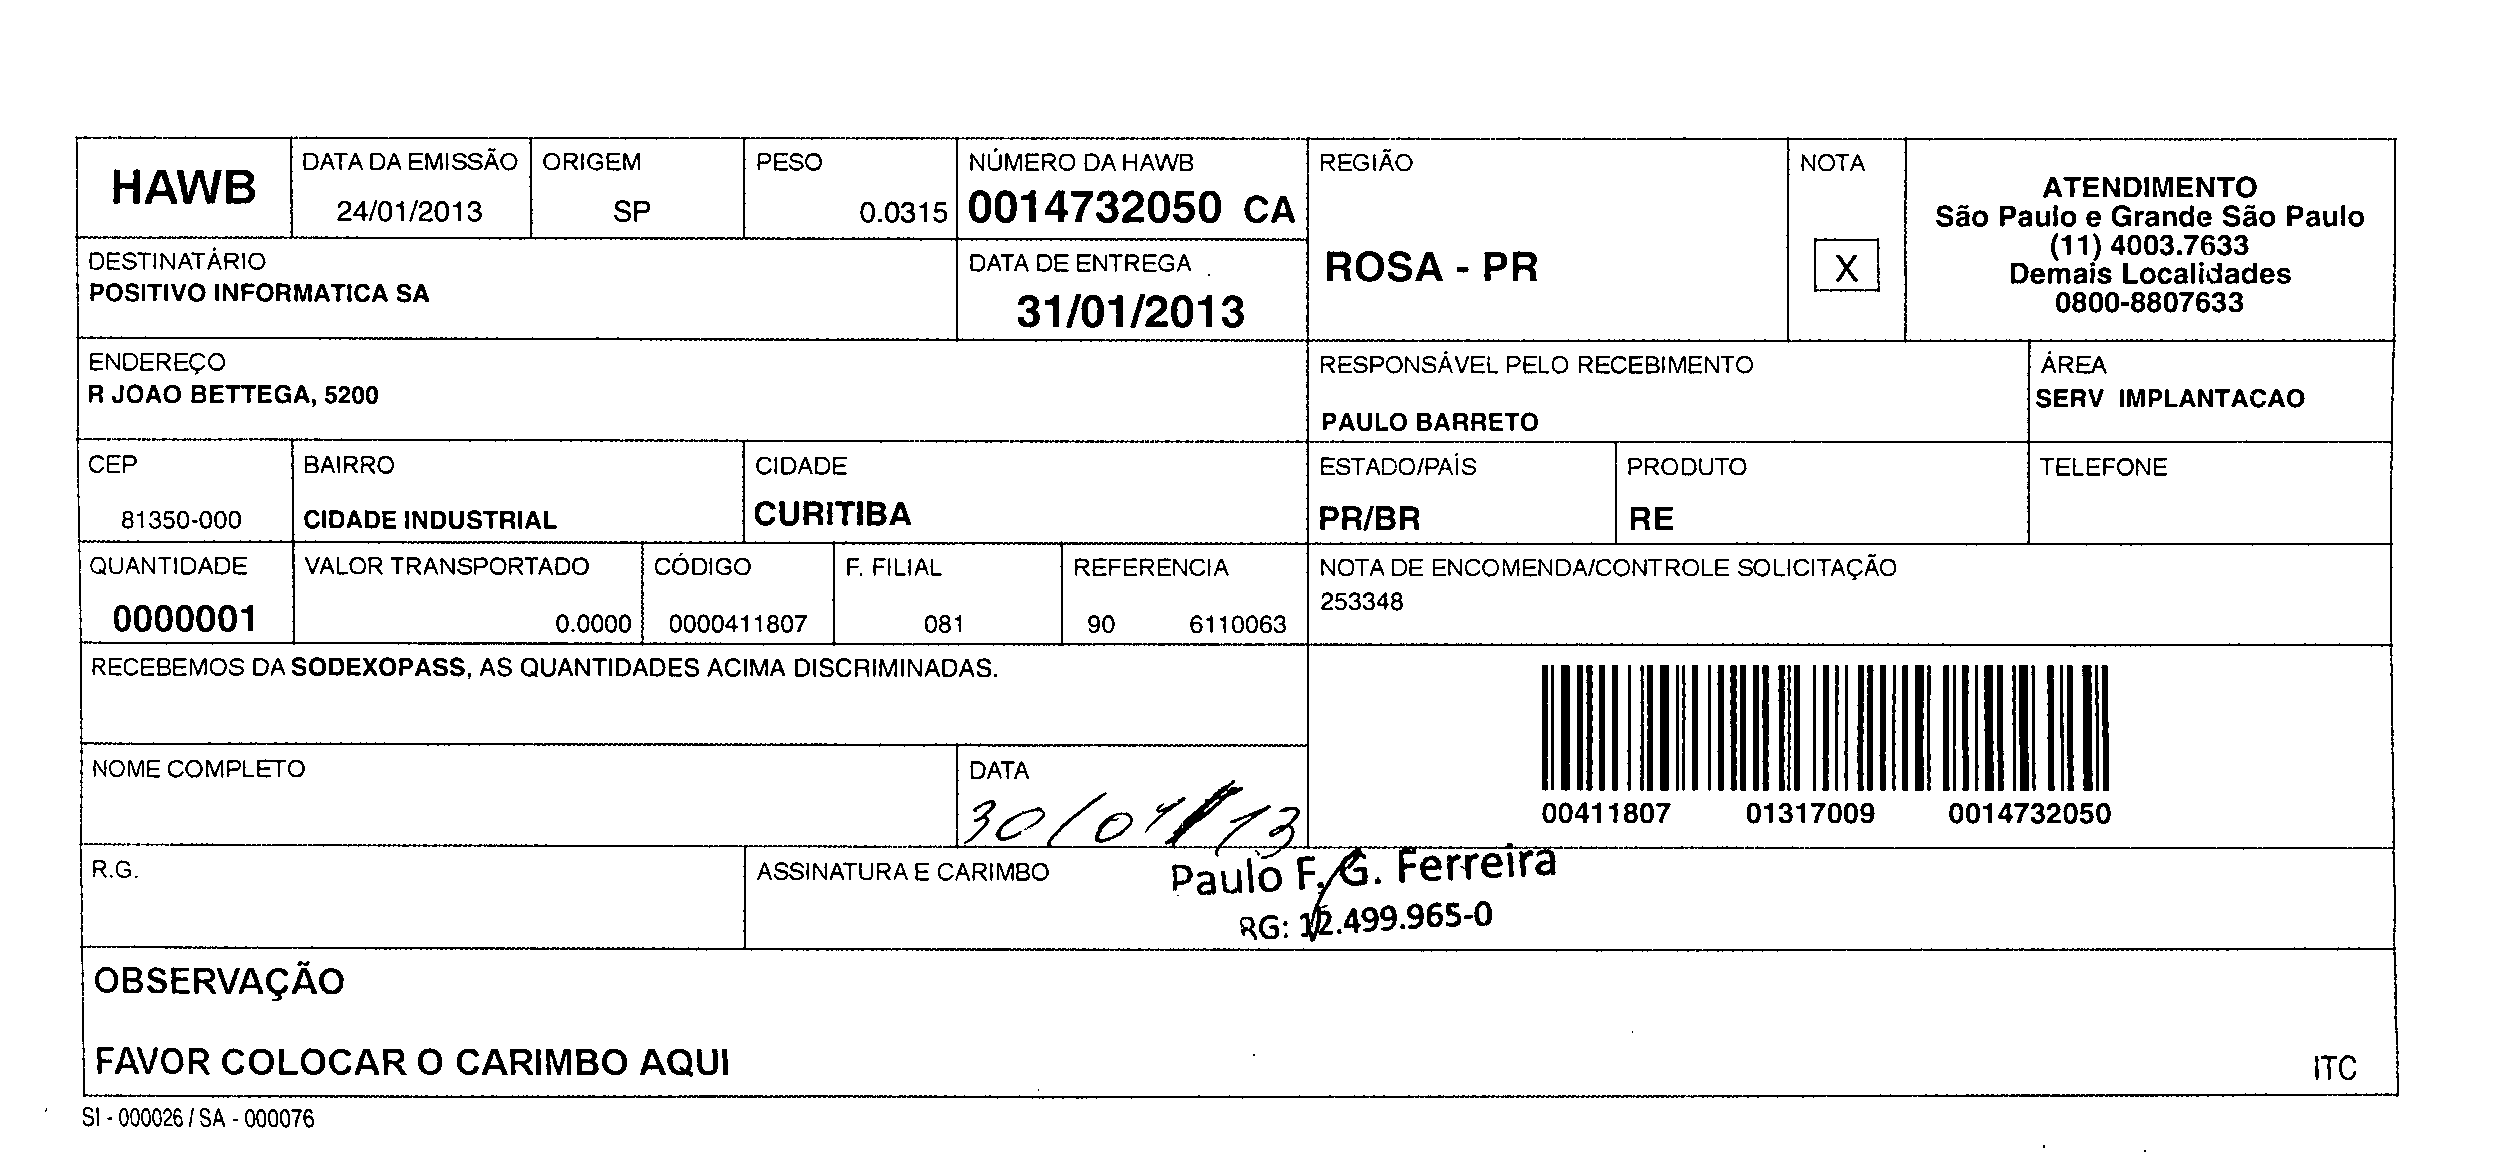 HAWB
DATA DA EMISSÃO
24/01/2013
ORIGEM
SP
PESO
0.0315
NÚMERO DA HAWB
0014732050 CA
REGIÃO
ROSA - PR
NOTA
X
ATENDIMENTO
São Paulo e Grande São Paulo
(11) 4003.7633
Demais Localidades
0800-8807633
DESTINATÁRIO
POSITIVO INFORMATICA SA
DATA DE ENTREGA
31/01/2013
ENDEREÇO
R JOAO BETTEGA, 5200
RESPONSÁVEL PELO RECEBIMENTO
PAULO BARRETO
ÁREA
SERV IMPLANTACAO
CEP
81350-000
BAIRRO
CIDADE INDUSTRIAL
CIDADE
CURITIBA
ESTADO/PAÍS
PR/BR
PRODUTO
RE
TELEFONE
QUANTIDADE
0000001
VALOR TRANSPORTADO
0.0000
CÓDIGO
0000411807
F. FILIAL
081
REFERENCIA
90 6110063
NOTA DE ENCOMENDA/CONTROLE SOLICITAÇÃO
253348
RECEBEMOS DA SODEXOPASS, AS QUANTIDADES ACIMA DISCRIMINADAS.
00411807 01317009 0014732050
NOME COMPLETO
DATA
30/01/13
R.G.
ASSINATURA E CARIMBO
Paulo F. G. Ferreira
RG: 12.499.965-0
OBSERVAÇÃO
FAVOR COLOCAR O CARIMBO AQUI
ITC
SI - 000026 / SA - 000076